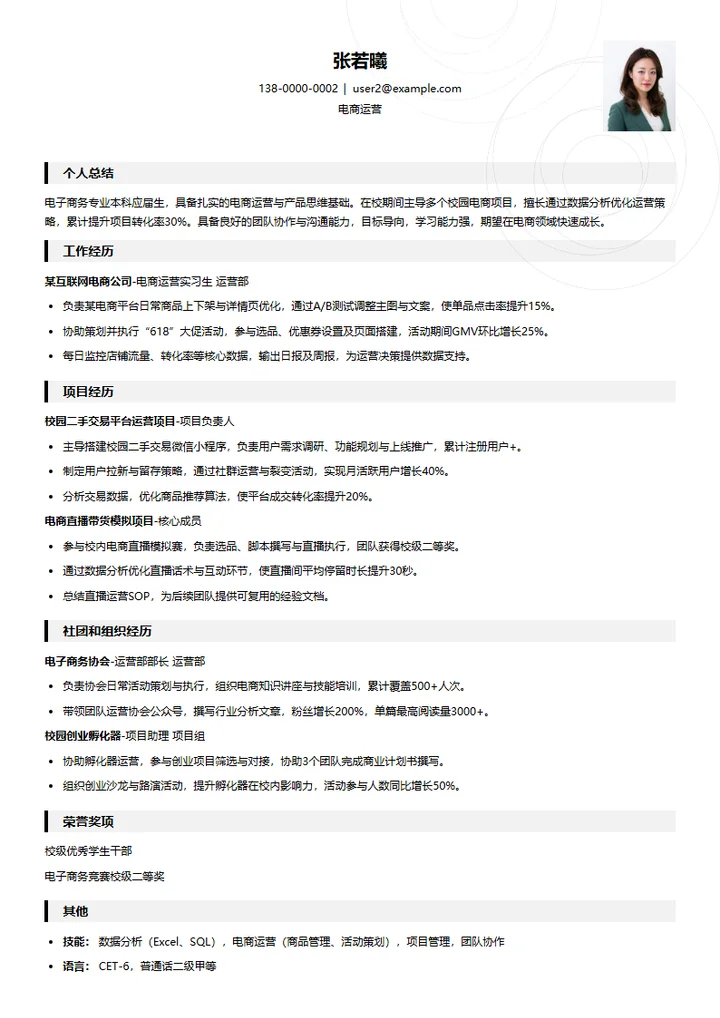 张若曦
138-0000-0002 | user2@example.com
电商运营
个人总结
电子商务专业本科应届生，具备扎实的电商运营与产品思维基础。在校期间主导多个校园电商项目，擅长通过数据分析优化运营策
略，累计提升项目转化率30%。具备良好的团队协作与沟通能力，目标导向，学习能力强，期望在电商领域快速成长。
工作经历
某互联网电商公司-电商运营实习生 运营部
• 负责某电商平台日常商品上下架与详情页优化，通过A/B测试调整主图与文案，使单品点击率提升15%。
• 协助策划并执行“618”大促活动，参与选品、优惠券设置及页面搭建，活动期间GMV环比增长25%。
• 每日监控店铺流量、转化率等核心数据，输出日报及周报，为运营决策提供数据支持。
项目经历
校园二手交易平台运营项目-项目负责人
• 主导搭建校园二手交易微信小程序，负责用户需求调研、功能规划与上线推广，累计注册用户+。
• 制定用户拉新与留存策略，通过社群运营与裂变活动，实现月活跃用户增长40%。
• 分析交易数据，优化商品推荐算法，使平台成交转化率提升20%。
电商直播带货模拟项目-核心成员
• 参与校内电商直播模拟赛，负责选品、脚本撰写与直播执行，团队获得校级二等奖。
• 通过数据分析优化直播话术与互动环节，使直播间平均停留时长提升30秒。
• 总结直播运营SOP，为后续团队提供可复用的经验文档。
社团和组织经历
电子商务协会-运营部部长 运营部
• 负责协会日常活动策划与执行，组织电商知识讲座与技能培训，累计覆盖500+人次。
• 带领团队运营协会公众号，撰写行业分析文章，粉丝增长200%，单篇最高阅读量3000+。
校园创业孵化器-项目助理 项目组
• 协助孵化器运营，参与创业项目筛选与对接，协助3个团队完成商业计划书撰写。
• 组织创业沙龙与路演活动，提升孵化器在校内影响力，活动参与人数同比增长50%。
荣誉奖项
校级优秀学生干部
电子商务竞赛校级二等奖
其他
• 技能： 数据分析（Excel、SQL），电商运营（商品管理、活动策划），项目管理，团队协作
• 语言： CET-6，普通话二级甲等